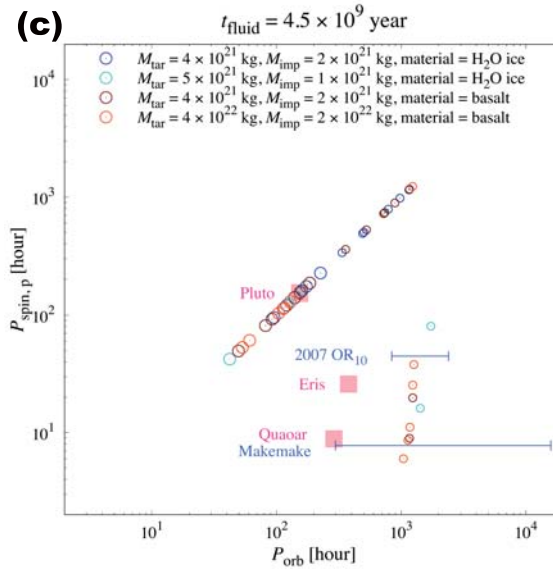 (c)
t_fluid = 4.5 × 10^9 year
M_tar = 4 × 10^21 kg, M_imp = 2 × 10^21 kg, material = H_2O ice
M_tar = 5 × 10^21 kg, M_imp = 1 × 10^21 kg, material = H_2O ice
M_tar = 4 × 10^21 kg, M_imp = 2 × 10^21 kg, material = basalt
M_tar = 4 × 10^22 kg, M_imp = 2 × 10^22 kg, material = basalt
10^4
10^3
10^2
10^1
P_spin, p [hour]
Pluto
2007 OR_10
Eris
Quaoar
Makemake
10^1 10^2 10^3 10^4
P_orb [hour]